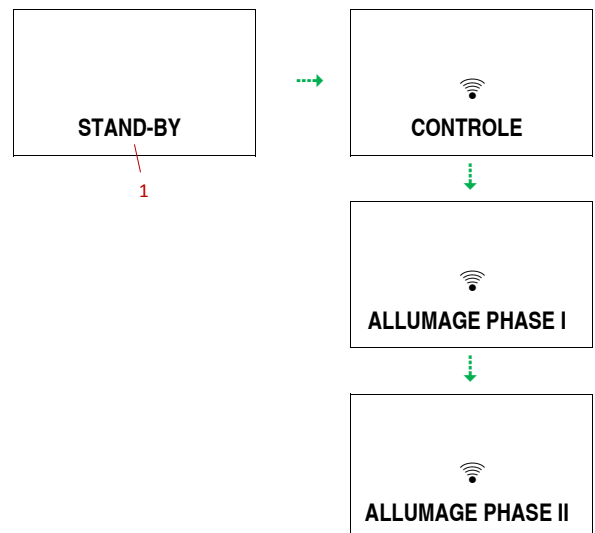 STAND-BY
1
CONTROLE
ALLUMAGE PHASE I
ALLUMAGE PHASE II